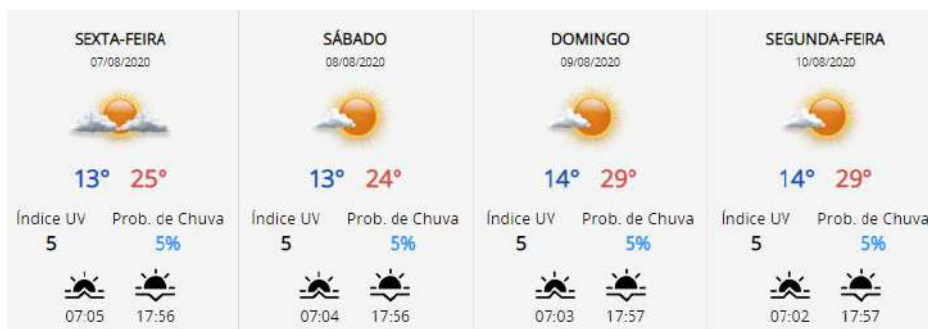 SEXTA-FEIRA
07/08/2020
13° 25°
Índice UV Prob. de Chuva
5 5%
07:05 17:56
SÁBADO
08/08/2020
13° 24°
Índice UV Prob. de Chuva
5 5%
07:04 17:56
DOMINGO
09/08/2020
14° 29°
Índice UV Prob. de Chuva
5 5%
07:03 17:57
SEGUNDA-FEIRA
10/08/2020
14° 29°
Índice UV Prob. de Chuva
5 5%
07:02 17:57